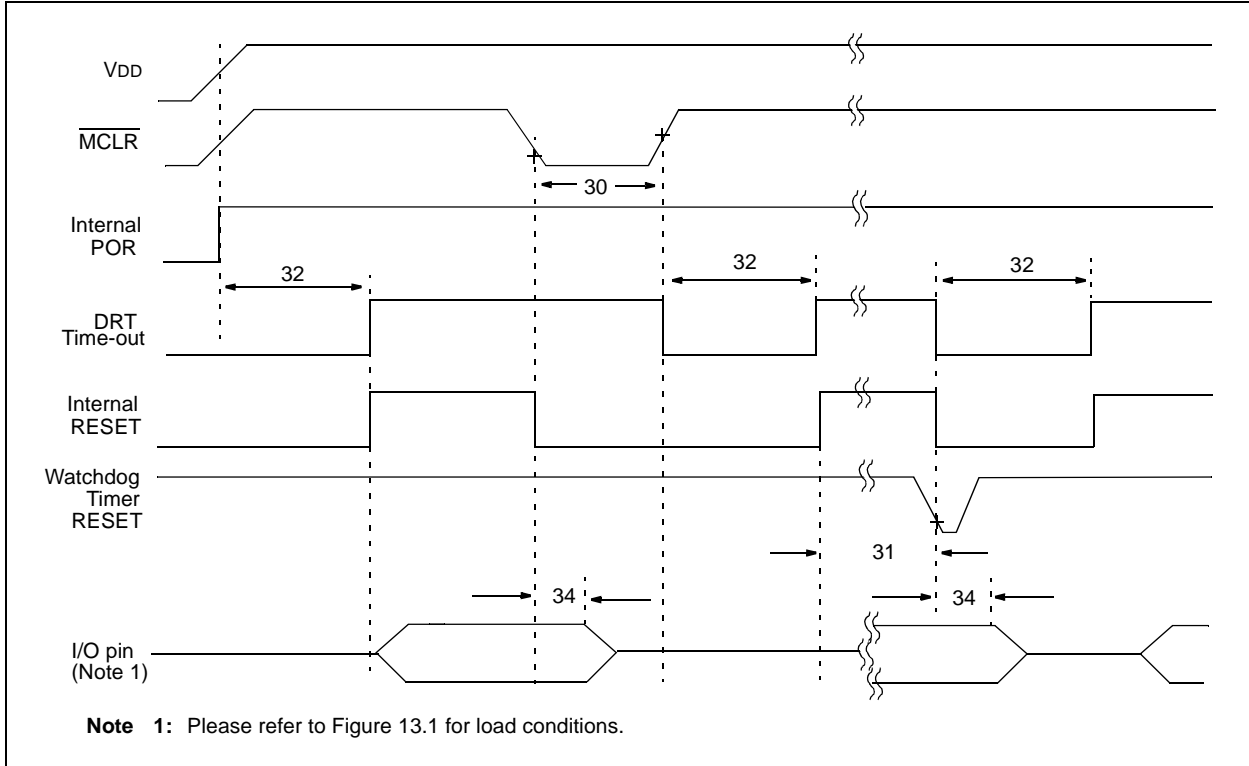 VDD
MCLR
30
Internal
POR
32
32
32
DRT
Time-out
Internal
RESET
Watchdog
Timer
RESET
31
34
34
I/O pin
(Note 1)
Note 1: Please refer to Figure 13.1 for load conditions.